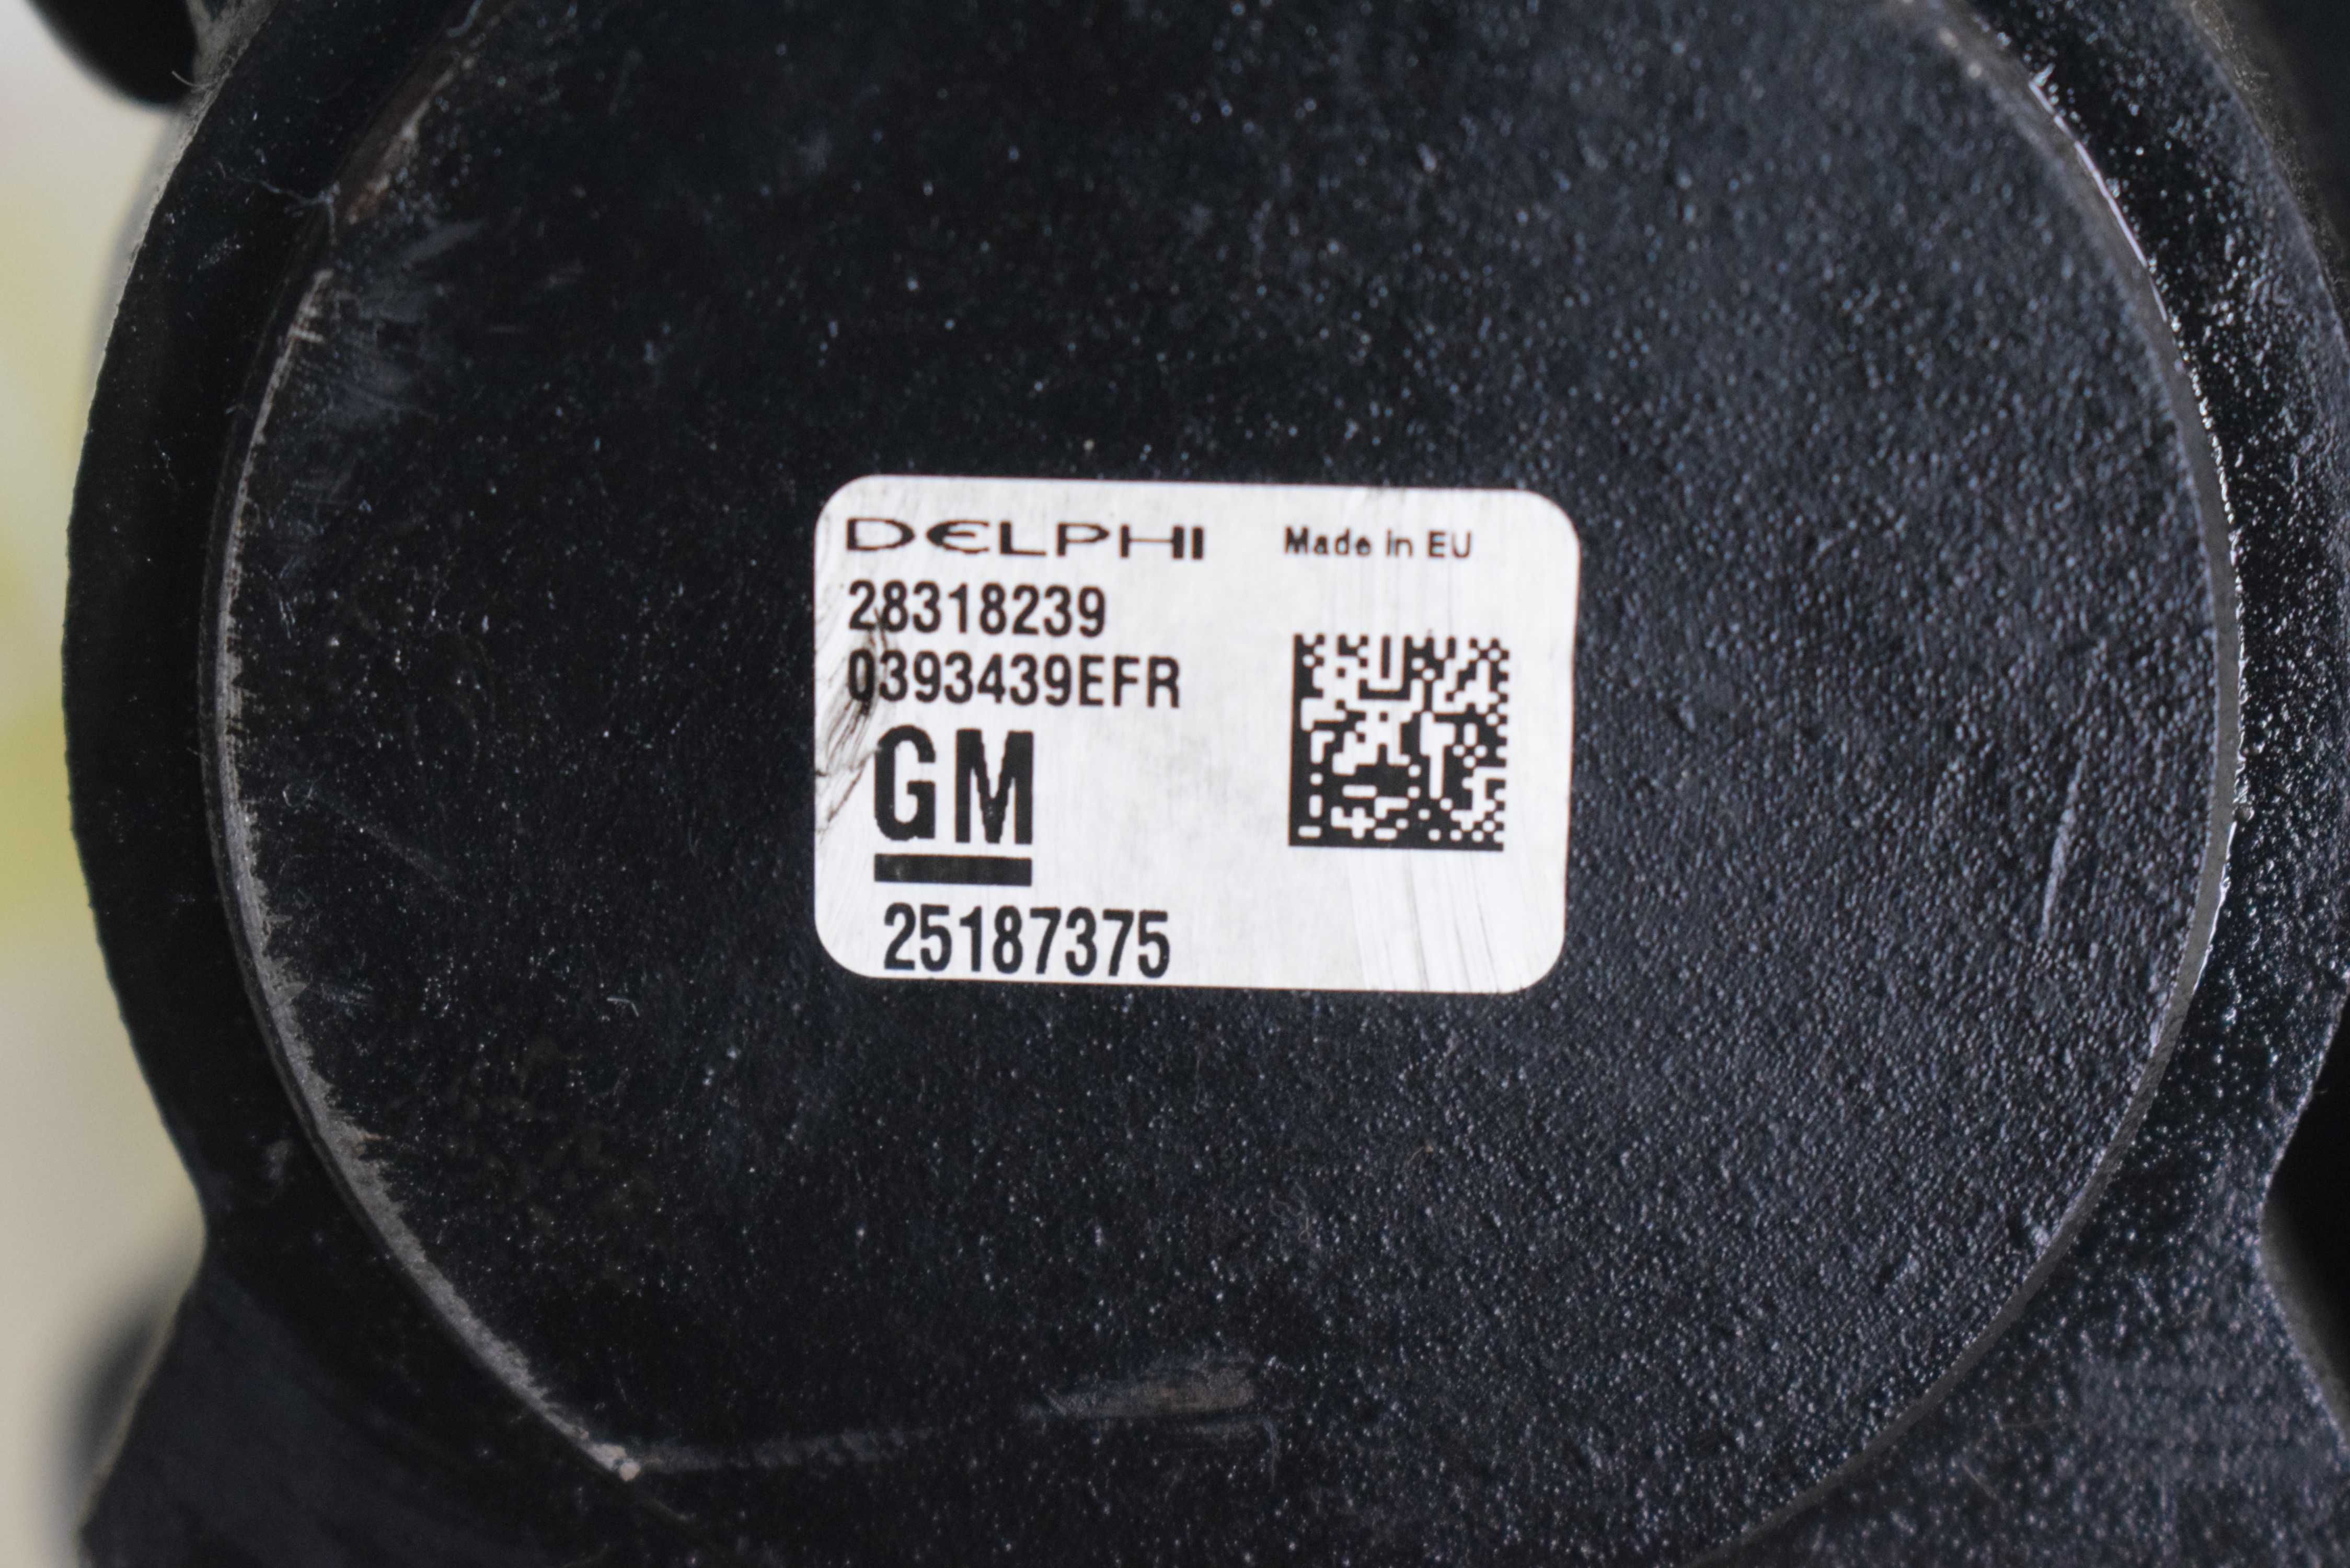 DELPHI Made in EU
28318239
0393439EFR
GM
25187375